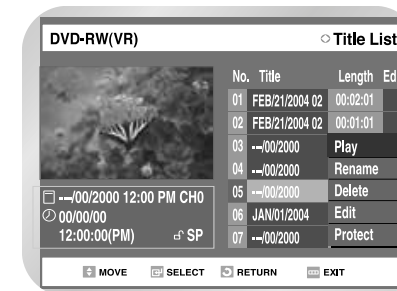 DVD-RW(VR) Title List
No. Title Length Ed
01 FEB/21/2004 02 00:02:01
02 FEB/21/2004 02 00:01:01
03 --/00/2000 Play
04 --/00/2000 Rename
05 --/00/2000 Delete
06 JAN/01/2004 Edit
07 --/00/2000 Protect
--/00/2000 12:00 PM CH0
00/00/00
12:00:00(PM) SP
MOVE SELECT RETURN EXIT